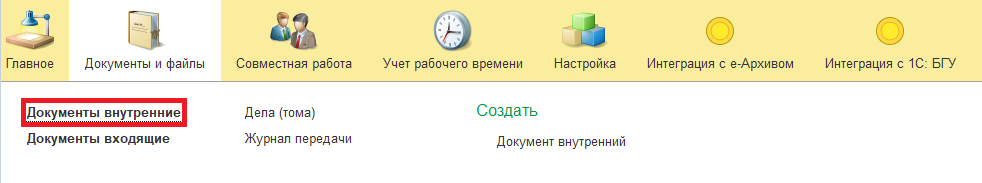 Главное Документы и файлы Совместная работа Учет рабочего времени Настройка Интеграция с е-Архивом Интеграция с 1С: БГУ
Документы внутренние Дела (тома) Создать
Документы входящие Журнал передачи Документ внутренний